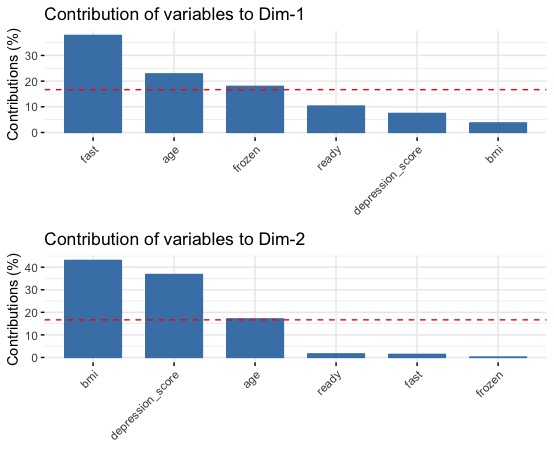 Contribution of variables to Dim-1
Contributions (%)
30
20
10
0
fast
age
frozen
ready
depression_score
bmi
Contribution of variables to Dim-2
Contributions (%)
40
30
20
10
0
bmi
depression_score
age
ready
fast
frozen